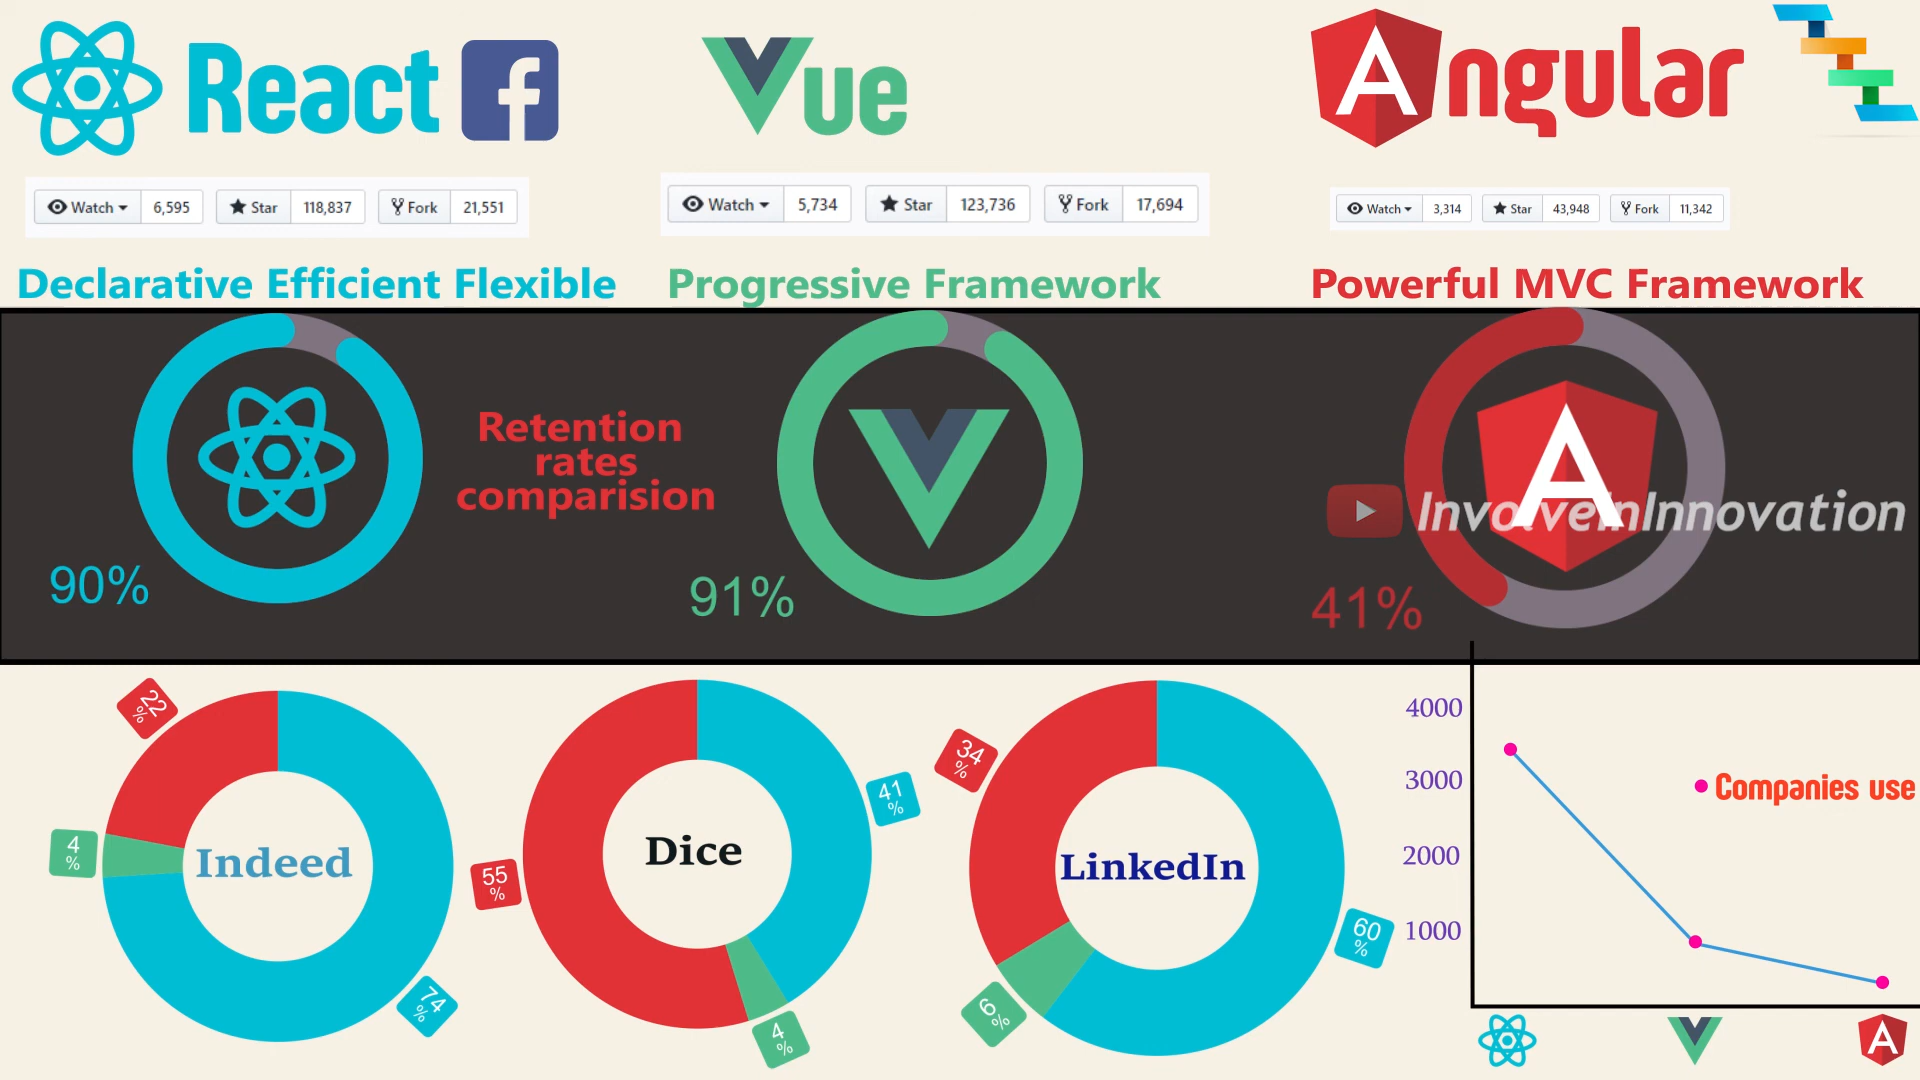 React
Vue
Angular
Watch 6,595 Star 118,837 Fork 21,551
Watch 5,734 Star 123,736 Fork 17,694
Watch 3,314 Star 43,948 Fork 11,342
Declarative Efficient Flexible
Progressive Framework
Powerful MVC Framework
Retention
rates
comparision
90%
91%
41%
InvolveInInnovation
22
%
4
%
Indeed
74
%
41
%
Dice
55
%
4
%
34
%
LinkedIn
60
%
6
%
4000
3000
2000
1000
Companies use